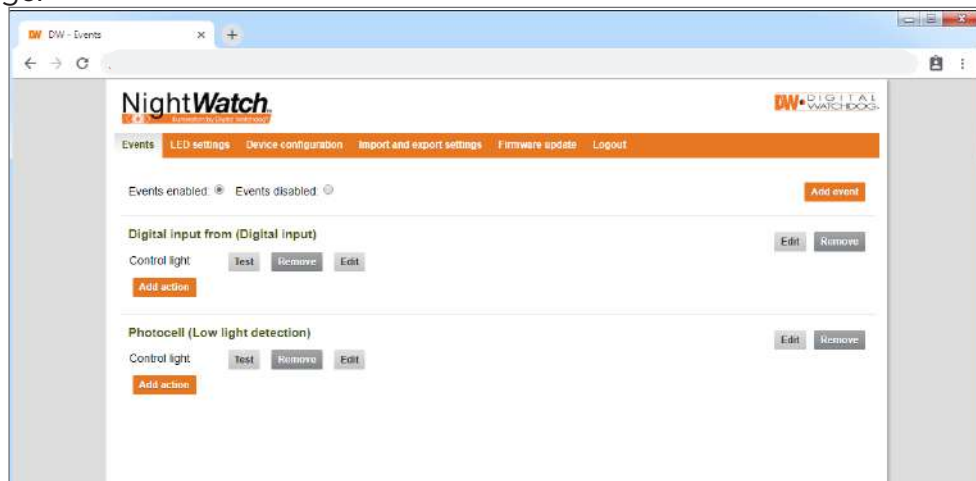 DW DW - Events
NightWatch
DW DIGITAL
WATCHDOG
Events LED settings Device configuration Import and export settings Firmware update Logout
Events enabled: Events disabled: Add event
Digital input from (Digital input) Edit Remove
Control light Test Remove Edit
Add action
Photocell (Low light detection) Edit Remove
Control light Test Remove Edit
Add action